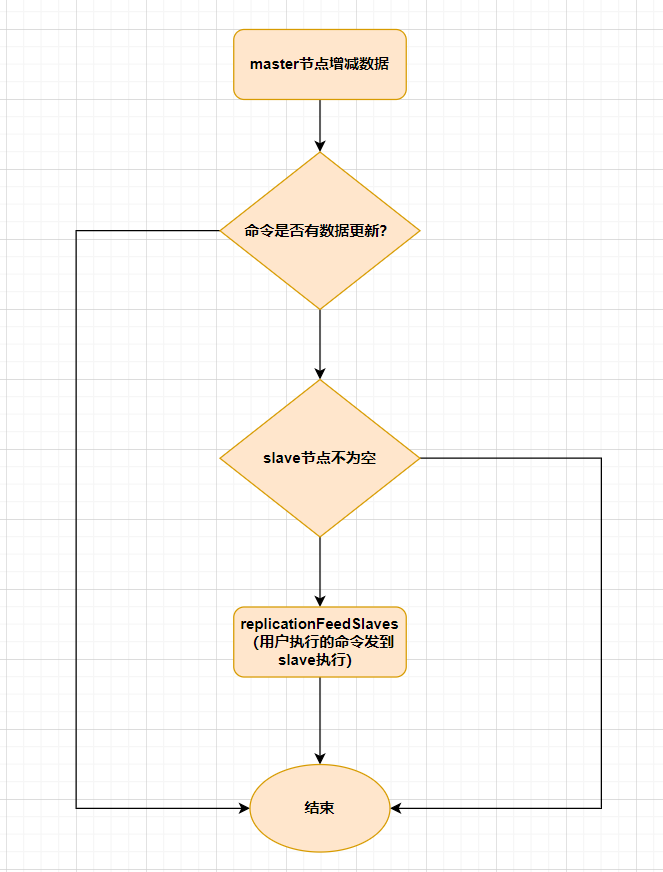 master节点增减数据
命令是否有数据更新?
slave节点不为空
replicationFeedSlaves
(用户执行的命令发到
slave执行)
结束